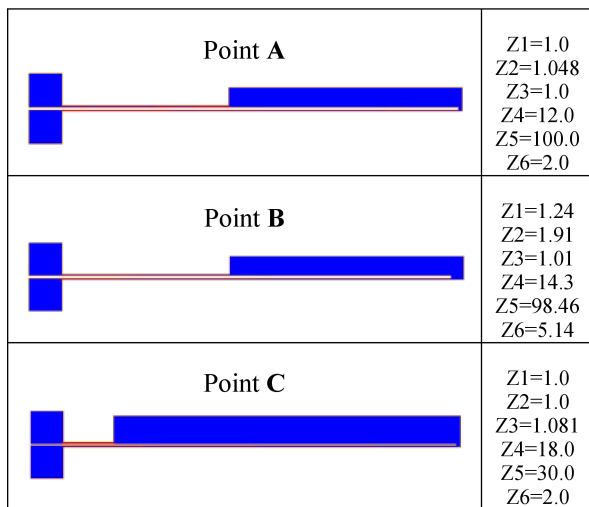 Point A
Z1=1.0
Z2=1.048
Z3=1.0
Z4=12.0
Z5=100.0
Z6=2.0
Point B
Z1=1.24
Z2=1.91
Z3=1.01
Z4=14.3
Z5=98.46
Z6=5.14
Point C
Z1=1.0
Z2=1.0
Z3=1.081
Z4=18.0
Z5=30.0
Z6=2.0